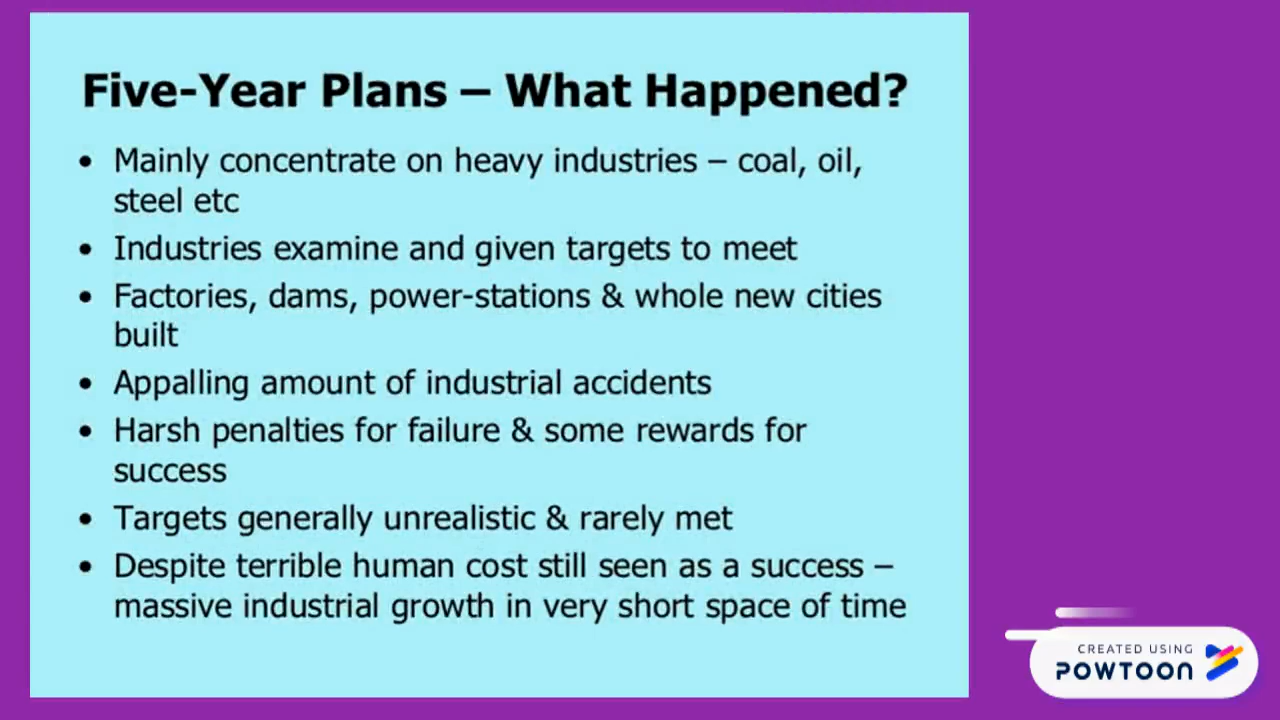 Five-Year Plans – What Happened?
• Mainly concentrate on heavy industries – coal, oil,
steel etc
• Industries examine and given targets to meet
• Factories, dams, power-stations & whole new cities
built
• Appalling amount of industrial accidents
• Harsh penalties for failure & some rewards for
success
• Targets generally unrealistic & rarely met
• Despite terrible human cost still seen as a success –
massive industrial growth in very short space of time
CREATED USING
POWTOON